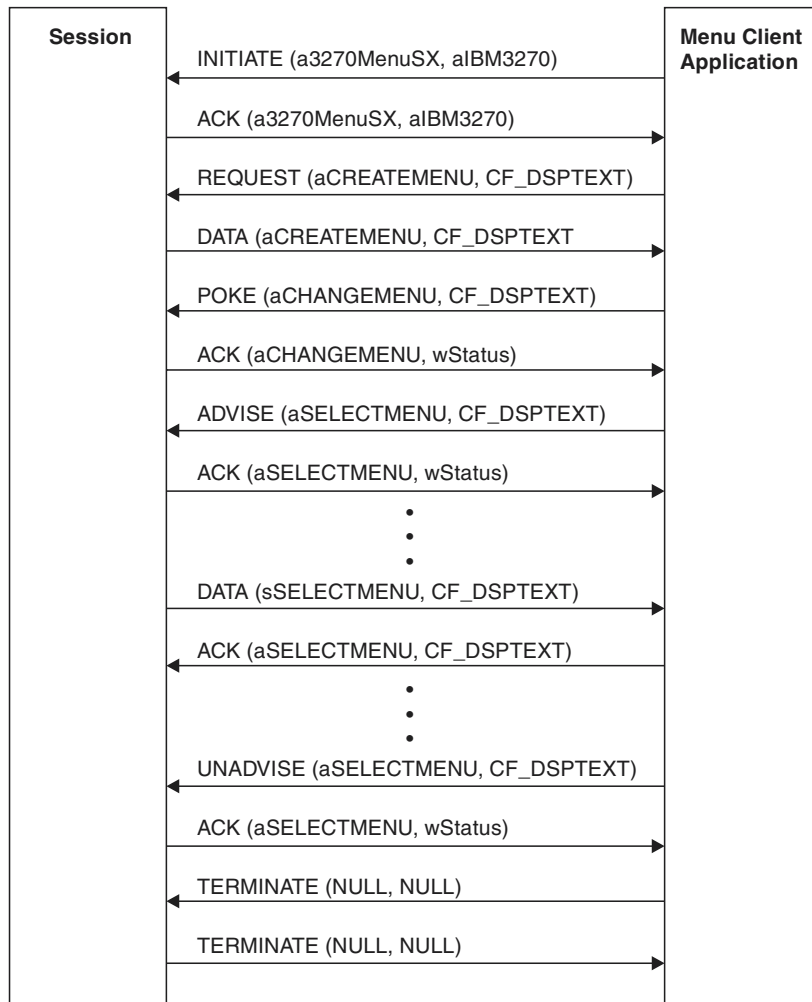 Session
Menu Client
Application
INITIATE (a3270MenuSX, aIBM3270)
ACK (a3270MenuSX, aIBM3270)
REQUEST (aCREATEMENU, CF_DSPTEXT)
DATA (aCREATEMENU, CF_DSPTEXT
POKE (aCHANGEMENU, CF_DSPTEXT)
ACK (aCHANGEMENU, wStatus)
ADVISE (aSELECTMENU, CF_DSPTEXT)
ACK (aSELECTMENU, wStatus)
DATA (sSELECTMENU, CF_DSPTEXT)
ACK (aSELECTMENU, CF_DSPTEXT)
UNADVISE (aSELECTMENU, CF_DSPTEXT)
ACK (aSELECTMENU, wStatus)
TERMINATE (NULL, NULL)
TERMINATE (NULL, NULL)